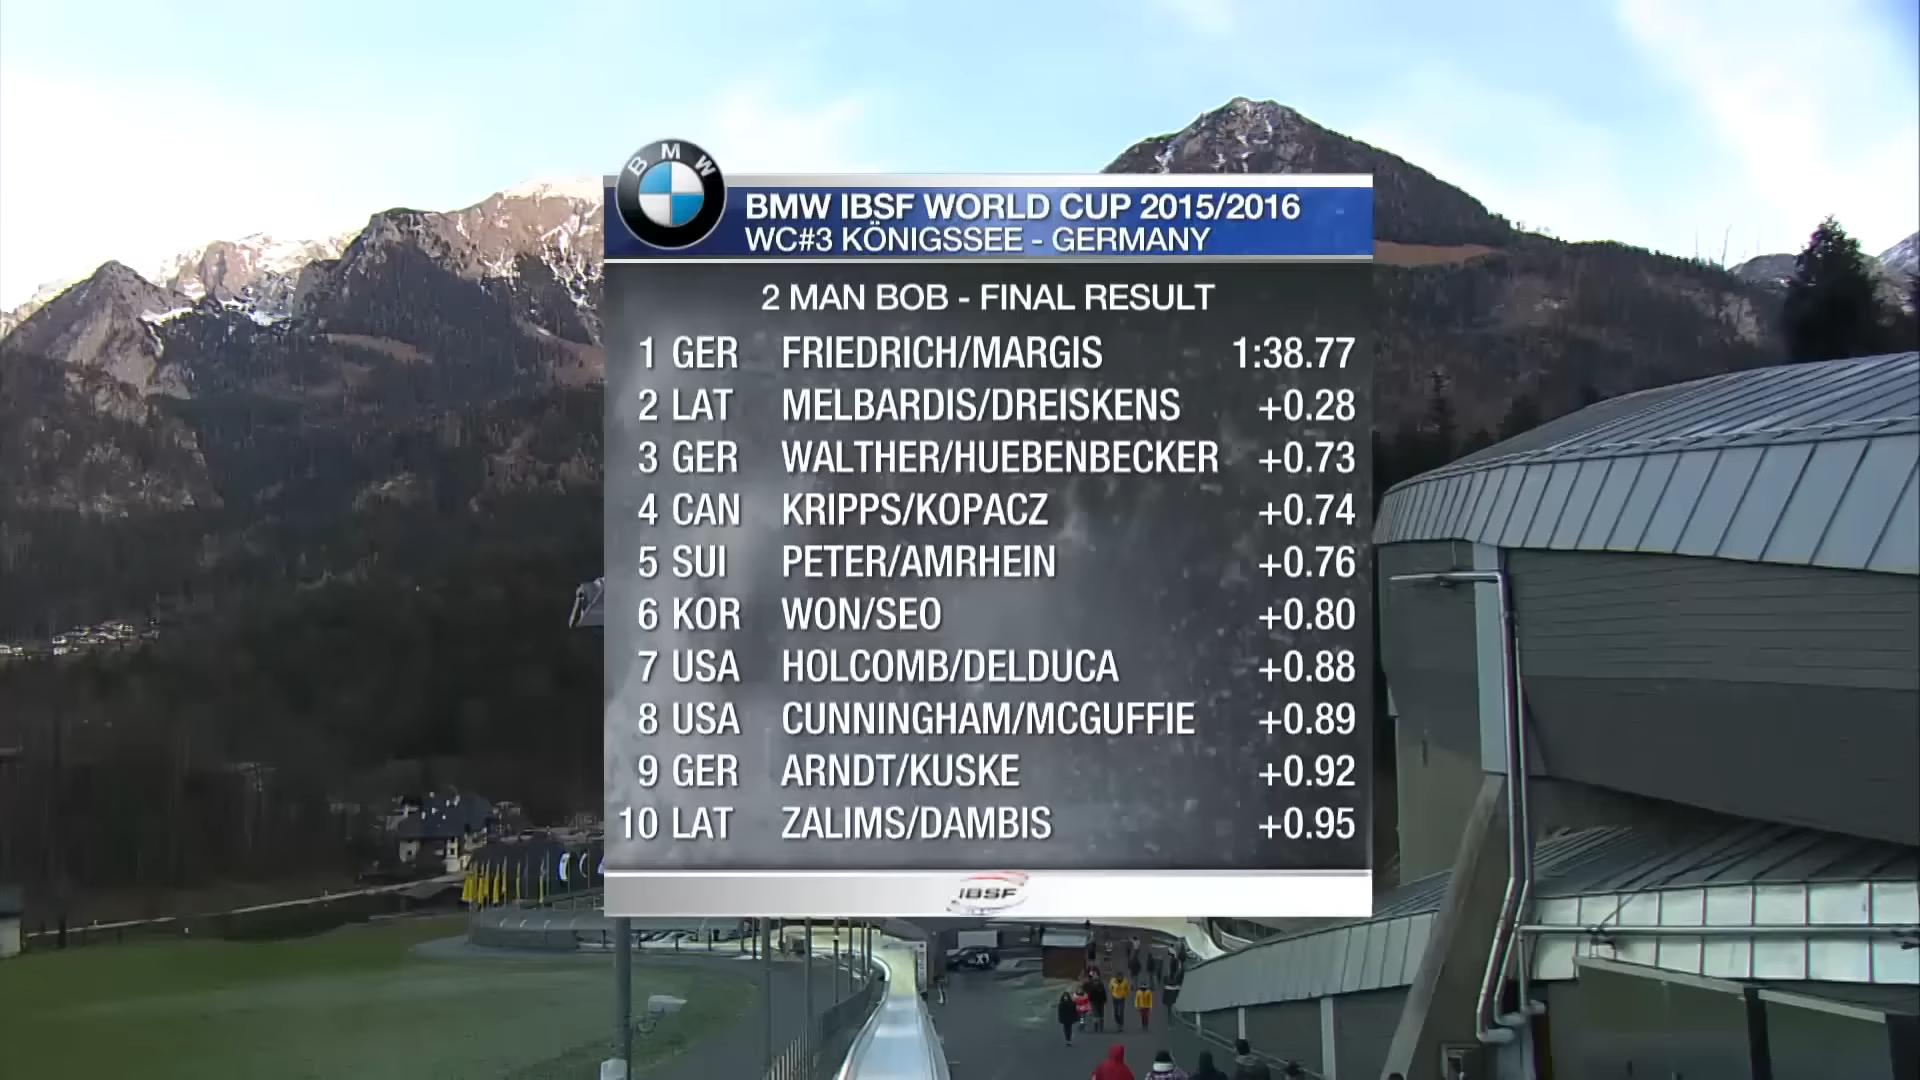 BMW
BMW IBSF WORLD CUP 2015/2016
WC#3 KÖNIGSSEE - GERMANY
2 MAN BOB - FINAL RESULT
1 GER FRIEDRICH/MARGIS 1:38.77
2 LAT MELBARDIS/DREISKENS +0.28
3 GER WALTHER/HUEBENBECKER +0.73
4 CAN KRIPPS/KOPACZ +0.74
5 SUI PETER/AMRHEIN +0.76
6 KOR WON/SEO +0.80
7 USA HOLCOMB/DELDUCA +0.88
8 USA CUNNINGHAM/MCGUFFIE +0.89
9 GER ARNDT/KUSKE +0.92
10 LAT ZALIMS/DAMBIS +0.95
IBSF